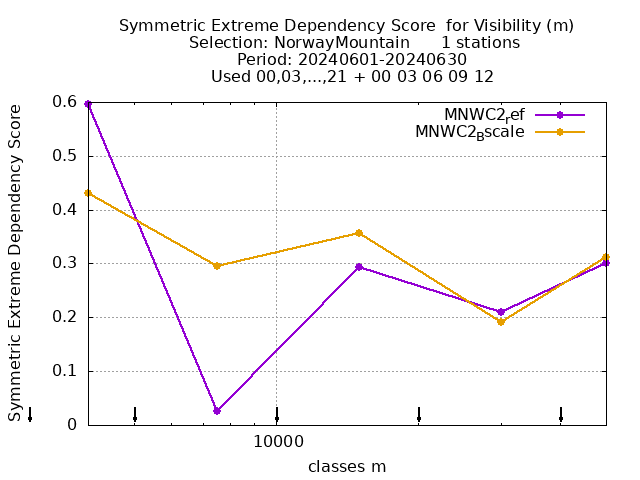 Symmetric Extreme Dependency Score  for Visibility (m)
Selection: NorwayMountain      1 stations
Period: 20240601-20240630
Used 00,03,...,21 + 00 03 06 09 12
MNWC2ref
MNWC2Bscale
Symmetric Extreme Dependency Score
0.6
0.5
0.4
0.3
0.2
0.1
0
10000
classes m